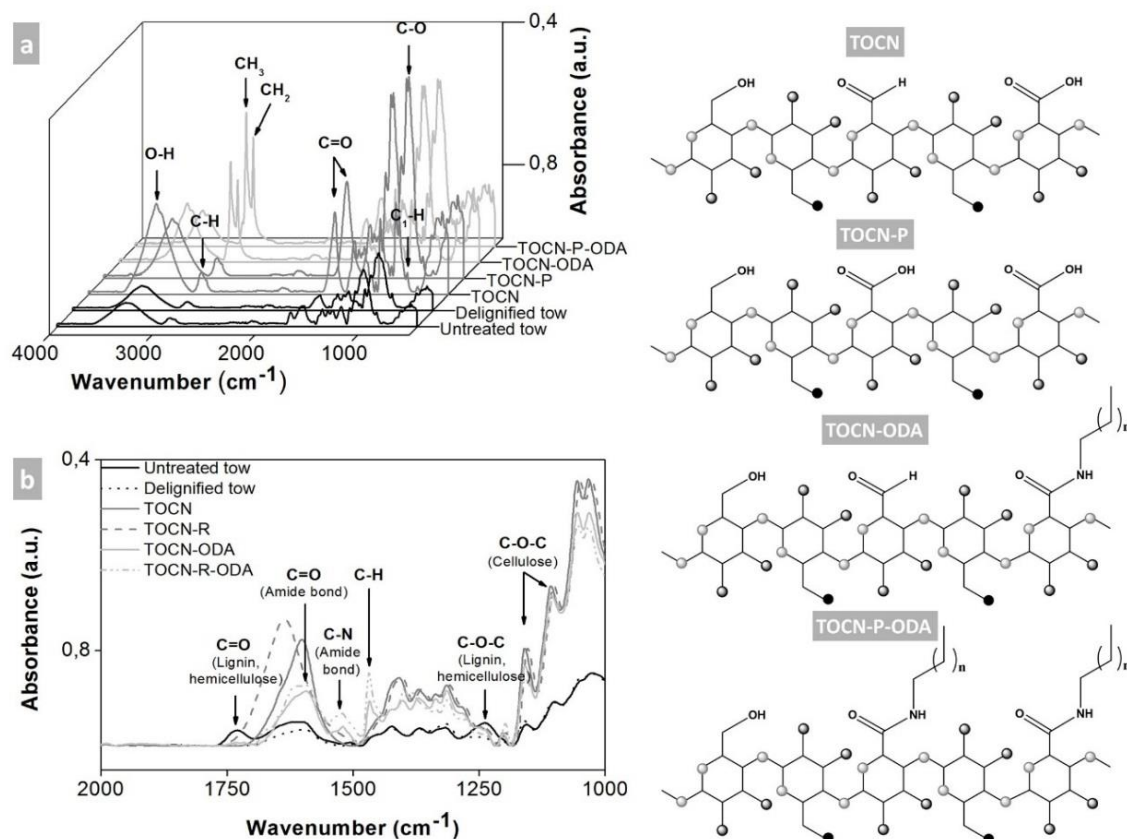 a
0,4
0,8
Absorbance (a.u.)
CH3
CH2
O-H
C-H
C=O
C-O
C1-H
TOCN-P-ODA
TOCN-ODA
TOCN-P
TOCN
Delignified tow
Untreated tow
4000
3000
2000
1000
Wavenumber (cm-1)
b
0,4
0,8
Absorbance (a.u.)
Untreated tow
Delignified tow
TOCN
TOCN-R
TOCN-ODA
TOCN-R-ODA
C=O
(Lignin,
hemicellulose)
C=O
(Amide bond)
C-N
(Amide
bond)
C-H
C-O-C
(Lignin,
hemicellulose)
C-O-C
(Cellulose)
2000
1750
1500
1250
1000
Wavenumber (cm-1)
TOCN
OH
O
H
O
OH
TOCN-P
OH
O
OH
O
OH
TOCN-ODA
n
OH
O
H
O
NH
TOCN-P-ODA
n
n
OH
O
NH
O
NH